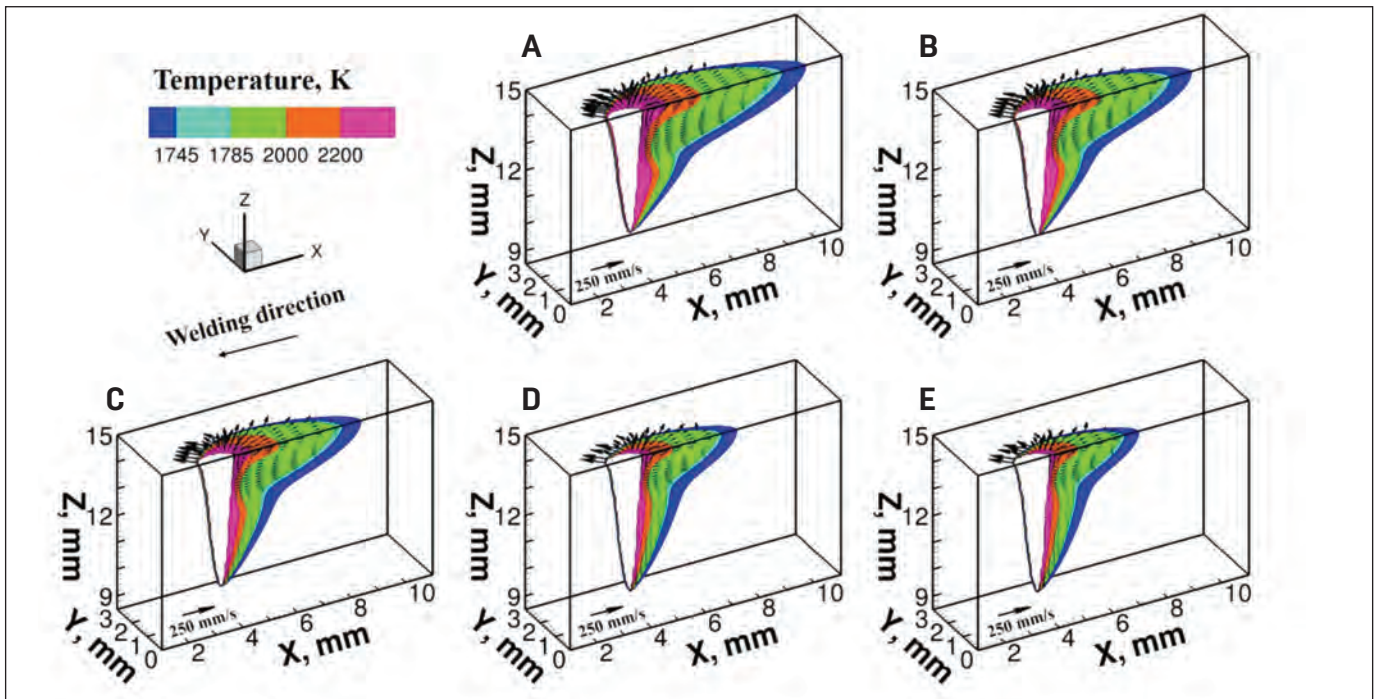 Temperature, K
1745 1785 2000 2200
Z
Y
X
Welding direction
A
15
12
9
Z, mm
3
2
1
0
Y, mm
250 mm/s
2 4 6 8 10
X, mm
B
15
12
9
Z, mm
3
2
1
0
Y, mm
250 mm/s
2 4 6 8 10
X, mm
C
15
12
9
Z, mm
3
2
1
0
Y, mm
250 mm/s
2 4 6 8 10
X, mm
D
15
12
9
Z, mm
3
2
1
0
Y, mm
250 mm/s
2 4 6 8 10
X, mm
E
15
12
9
Z, mm
3
2
1
0
Y, mm
250 mm/s
2 4 6 8 10
X, mm